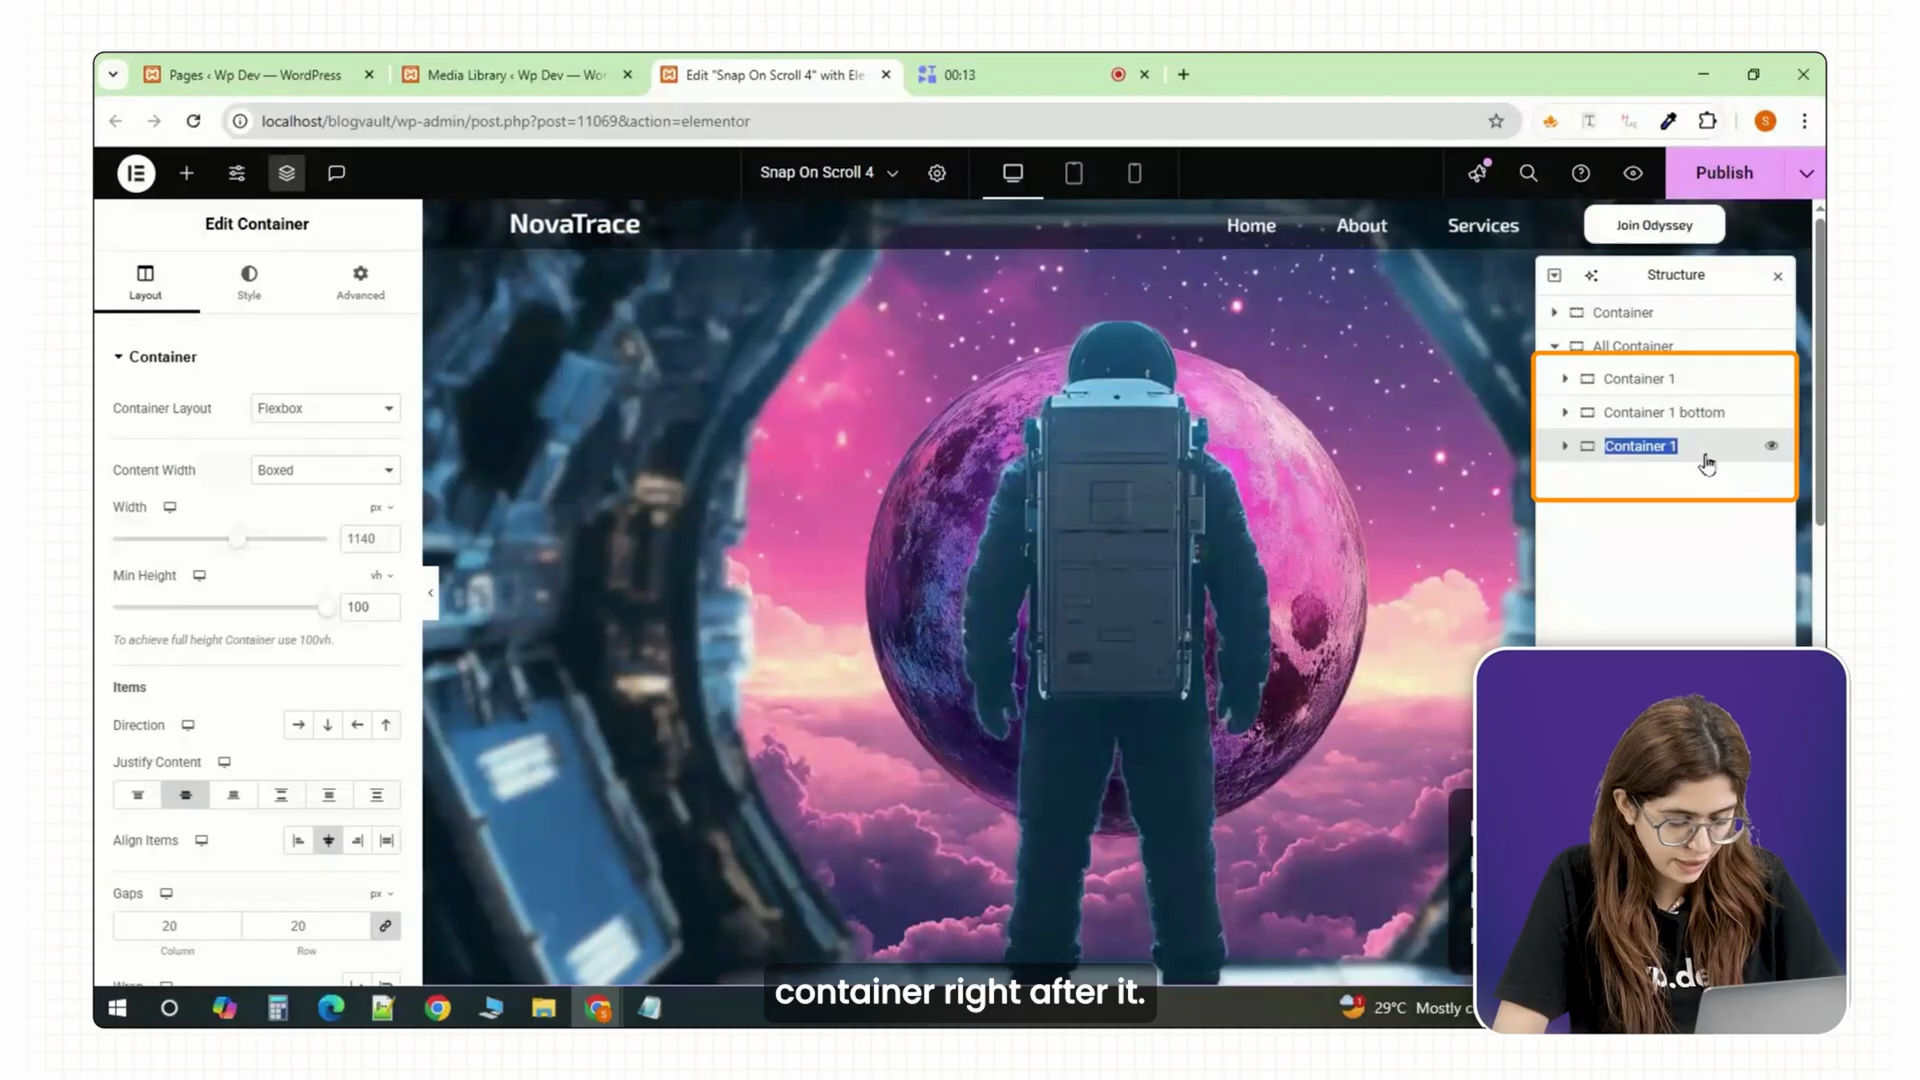 Pages ‹ Wp Dev — WordPress
Media Library ‹ Wp Dev — Wor
Edit "Snap On Scroll 4" with Ele
00:13
localhost/blogvault/wp-admin/post.php?post=11069&action=elementor
S
Snap On Scroll 4
Publish
Edit Container
Layout
Style
Advanced
Container
Container Layout
Flexbox
Content Width
Boxed
Width
px
1140
Min Height
vh
100
To achieve full height Container use 100vh.
Items
Direction
Justify Content
Align Items
Gaps
px
20
20
Column
Row
NovaTrace
Home
About
Services
Join Odyssey
Structure
Container
All Container
Container 1
Container 1 bottom
Container 1
container right after it.
29°C Mostly c
p.de